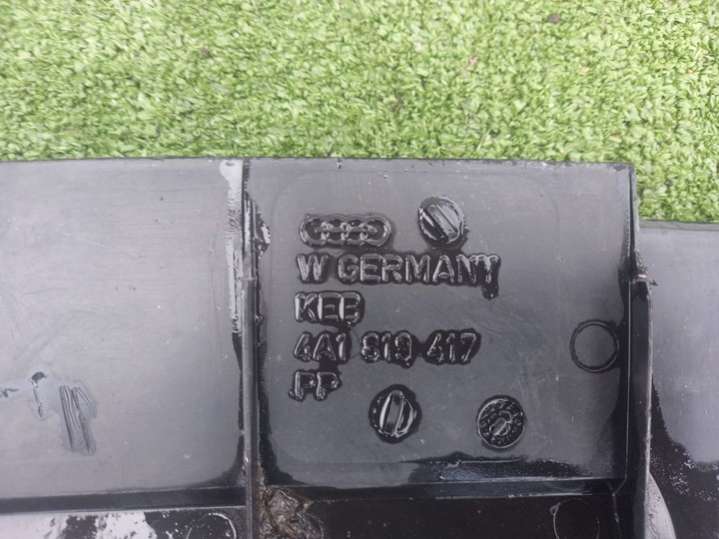 W GERMANY
KEB
4A1 819 417
PP